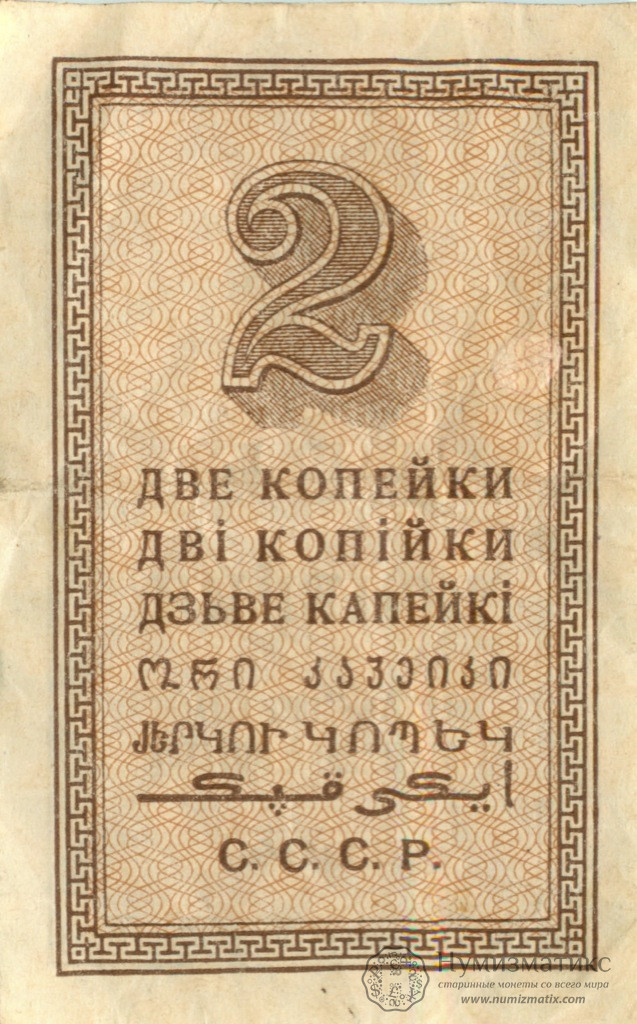 2
ДВЕ КОПЕЙКИ
ДВІ КОПІЙКИ
ДЗЬВЕ КАПЕЙКІ
ორი კაპეიკი
ՅԵՐԿՈՒ ԿՈՊԵԿ
ایکی قپیک
С. С. С. Р.
Нумизматикс
старинные монеты со всего мира
www.numizmatix.com